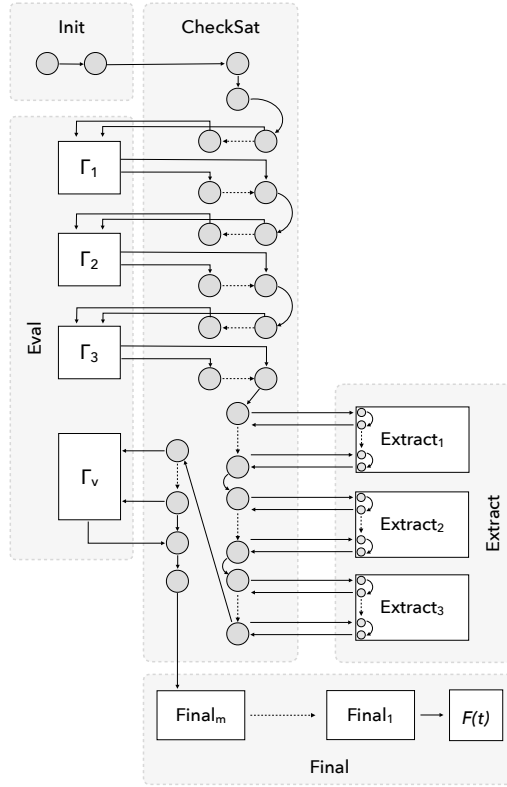 Init
CheckSat
Γ₁
Γ₂
Eval
Γ₃
Extract₁
Γᵥ
Extract₂
Extract
Extract₃
Finalₘ
Final₁
F(t)
Final